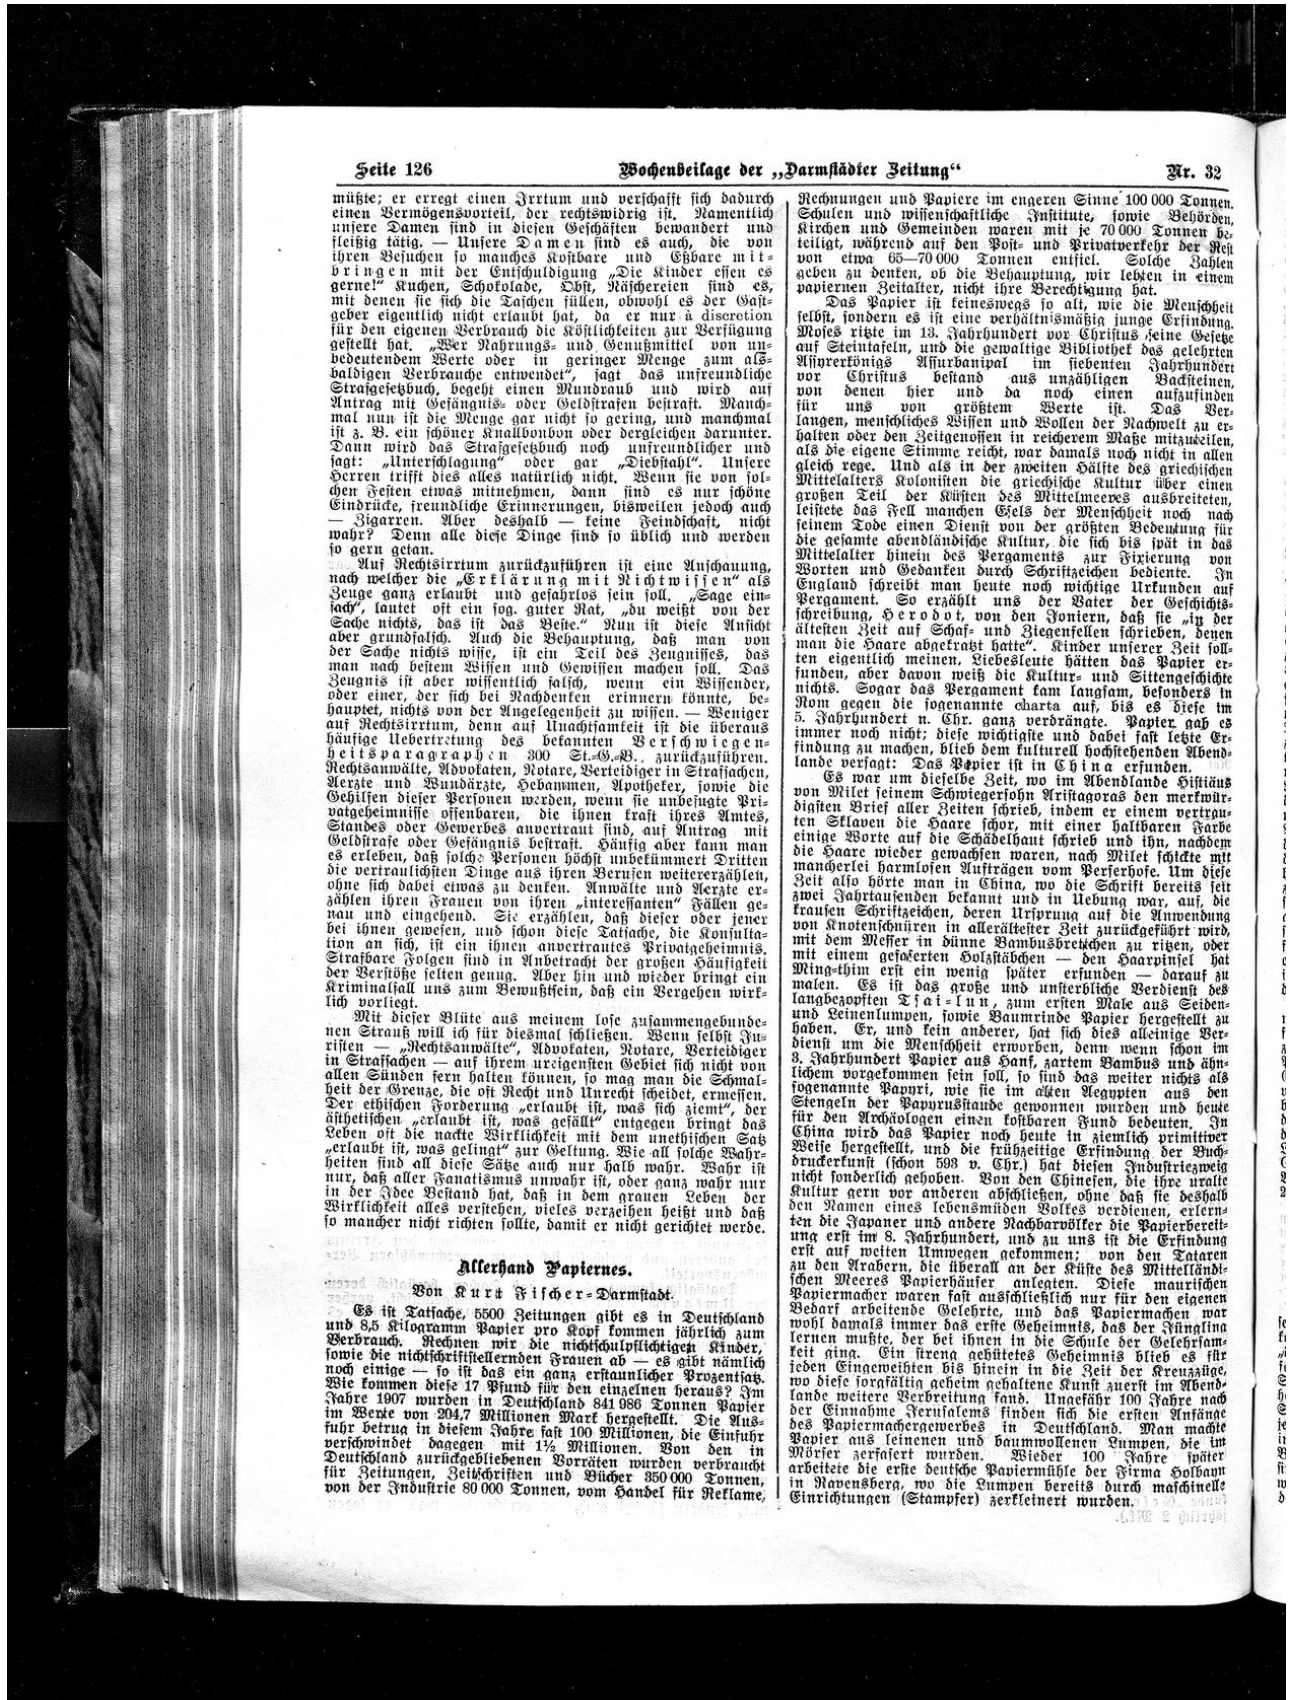 Seite 126
Wochenbeilage der „Darmstädter Zeitung“
Nr. 32
müßte; er erregt einen Irrtum und verschafft sich dadurch
einen Vermögensvorteil, der rechtswidrig ist. Namentlich
unsere Damen sind in diesen Geschäften bewandert und
fleißig tätig. — Unsere Damen sind es auch, die von
ihren Besuchen so manches Kostbare und Eßbare mit-
bringen mit der Entschuldigung „Die Kinder essen es
gerne!“ Kuchen, Schokolade, Obst, Näschereien sind es,
mit denen sie sich die Taschen füllen, obwohl es der Gast-
geber eigentlich nicht erlaubt hat, da er nur à discretion
für den eigenen Verbrauch die Köstlichkeiten zur Verfügung
gestellt hat. „Wer Nahrungs- und Genußmittel von un-
bedeutendem Werte oder in geringer Menge zum als-
baldigen Verbrauche entwendet“, sagt das unfreundliche
Strafgesetzbuch, begeht einen Mundraub und wird auf
Antrag mit Gefängnis- oder Geldstrafen bestraft. Manch-
mal nun ist die Menge gar nicht so gering, und manchmal
ist z. B. ein schöner Knallbonbon oder dergleichen darunter.
Dann wird das Strafgesetzbuch noch unfreundlicher und
sagt: „Unterschlagung“ oder gar „Diebstahl“. Unsere
Herren trifft dies alles natürlich nicht. Wenn sie von sol-
chen Festen etwas mitnehmen, dann sind es nur schöne
Eindrücke, freundliche Erinnerungen, bisweilen jedoch auch
— Zigarren. Aber deshalb — keine Feindschaft, nicht
wahr? Denn alle diese Dinge sind so üblich und werden
so gern getan.
Auf Rechtsirrtum zurückzuführen ist eine Anschauung,
nach welcher die „Erklärung mit Nichtwissen“ als
Zeuge ganz erlaubt und gefahrlos sein soll. „Sage ein-
fach“, lautet oft ein sog. guter Rat, „du weißt von der
Sache nichts, das ist das Beste.“ Nun ist diese Ansicht
aber grundfalsch. Auch die Behauptung, daß man von
der Sache nichts wisse, ist ein Teil des Zeugnisses, das
man nach bestem Wissen und Gewissen machen soll. Das
Zeugnis ist aber wissentlich falsch, wenn ein Wissender,
oder einer, der sich bei Nachdenken erinnern könnte, be-
hauptet, nichts von der Angelegenheit zu wissen. — Weniger
auf Rechtsirrtum, denn auf Unachtsamkeit ist die überaus
häufige Uebertretung des bekannten Verschwiegen-
heitsparagraphen 300 St.-G.-B. zurückzuführen.
Rechtsanwälte, Advokaten, Notare, Verteidiger in Strafsachen,
Aerzte und Wundärzte, Hebammen, Apotheker, sowie die
Gehilfen dieser Personen werden, wenn sie unbefugte Pri-
vatgeheimnisse offenbaren, die ihnen kraft ihres Amtes,
Standes oder Gewerbes anvertraut sind, auf Antrag mit
Geldstrafe oder Gefängnis bestraft. Häufig aber kann man
es erleben, daß solche Personen höchst unbekümmert Dritten
die vertraulichsten Dinge aus ihren Berufen weitererzählen,
ohne sich dabei etwas zu denken. Anwälte und Aerzte er-
zählen ihren Frauen von ihren „interessanten“ Fällen ge-
nau und eingehend. Sie erzählen, daß dieser oder jener
bei ihnen gewesen, und schon diese Tatsache, die Konsulta-
tion an sich, ist ein ihnen anvertrautes Privatgeheimnis.
Strafbare Folgen sind in Anbetracht der großen Häufigkeit
der Verstöße selten genug. Aber hin und wieder bringt ein
Kriminalfall uns zum Bewußtsein, daß ein Vergehen wirk-
lich vorliegt.
Mit dieser Blüte aus meinem lose zusammengebunde-
nen Strauß will ich für diesmal schließen. Wenn selbst Ju-
risten — „Rechtsanwälte“, Advokaten, Notare, Verteidiger
in Strafsachen — auf ihrem ureigensten Gebiet sich nicht von
allen Sünden fern halten können, so mag man die Schmal-
heit der Grenze, die oft Recht und Unrecht scheidet, ermessen.
Der ethischen Forderung „erlaubt ist, was sich ziemt“, der
ästhetischen „erlaubt ist, was gefällt“ entgegen bringt das
Leben oft die nackte Wirklichkeit mit dem unethischen Satz
„erlaubt ist, was gelingt“ zur Geltung. Wie all solche Wahr-
heiten sind all diese Sätze auch nur halb wahr. Wahr ist
nur, daß aller Fanatismus unwahr ist, oder ganz wahr nur
in der Idee Bestand hat, daß in dem grauen Leben der
Wirklichkeit alles verstehen, vieles verzeihen heißt und daß
so mancher nicht richten sollte, damit er nicht gerichtet werde.
Allerhand Papiernes.
Von Kurt Fischer-Darmstadt.
Es ist Tatsache, 5500 Zeitungen gibt es in Deutschland
und 8,5 Kilogramm Papier pro Kopf kommen jährlich zum
Verbrauch. Rechnen wir die nichtschulpflichtigen Kinder,
sowie die nichtschriftstellernden Frauen ab — es gibt nämlich
noch einige — so ist das ein ganz erstaunlicher Prozentsatz.
Wie kommen diese 17 Pfund für den einzelnen heraus? Im
Jahre 1907 wurden in Deutschland 841 986 Tonnen Papier
im Werte von 204,7 Millionen Mark hergestellt. Die Aus-
fuhr betrug in diesem Jahre fast 100 Millionen, die Einfuhr
verschwindet dagegen mit 1½ Millionen. Von den in
Deutschland zurückgebliebenen Vorräten wurden verbraucht
für Zeitungen, Zeitschriften und Bücher 350 000 Tonnen,
von der Industrie 80 000 Tonnen, vom Handel für Reklame,
Rechnungen und Papiere im engeren Sinne 100 000 Tonnen.
Schulen und wissenschaftliche Institute, sowie Behörden,
Kirchen und Gemeinden waren mit je 70 000 Tonnen be-
teiligt, während auf den Post- und Privatverkehr der Rest
von etwa 65—70 000 Tonnen entfiel. Solche Zahlen
geben zu denken, ob die Behauptung, wir lebten in einem
papiernen Zeitalter, nicht ihre Berechtigung hat.
Das Papier ist keineswegs so alt, wie die Menschheit
selbst, sondern es ist eine verhältnismäßig junge Erfindung.
Moses ritzte im 13. Jahrhundert vor Christus seine Gesetze
auf Steintafeln, und die gewaltige Bibliothek des gelehrten
Assyrerkönigs Assurbanipal im siebenten Jahrhundert
vor Christus bestand aus unzähligen Backsteinen,
von denen hier und da noch einen aufzufinden
für uns von größtem Werte ist. Das Ver-
langen, menschliches Wissen und Wollen der Nachwelt zu er-
halten oder den Zeitgenossen in reicherem Maße mitzuteilen,
als die eigene Stimme reicht, war damals noch nicht in allen
gleich rege. Und als in der zweiten Hälfte des griechischen
Mittelalters Kolonisten die griechische Kultur über einen
großen Teil der Küsten des Mittelmeeres ausbreiteten,
leistete das Fell manchen Esels der Menschheit noch nach
seinem Tode einen Dienst von der größten Bedeutung für
die gesamte abendländische Kultur, die sich bis spät in das
Mittelalter hinein des Pergaments zur Fixierung von
Worten und Gedanken durch Schriftzeichen bediente. In
England schreibt man heute noch wichtige Urkunden auf
Pergament. So erzählt uns der Vater der Geschichts-
schreibung, Herodot, von den Joniern, daß sie „in der
ältesten Zeit auf Schaf- und Ziegenfellen schrieben, denen
man die Haare abgekratzt hatte“. Kinder unserer Zeit soll-
ten eigentlich meinen, Liebesleute hätten das Papier er-
funden, aber davon weiß die Kultur- und Sittengeschichte
nichts. Sogar das Pergament kam langsam, besonders in
Rom gegen die sogenannte charta auf, bis es diese im
5. Jahrhundert n. Chr. ganz verdrängte. Papier gab es
immer noch nicht; diese wichtigste und dabei fast letzte Er-
findung zu machen, blieb dem kulturell hochstehenden Abend-
lande versagt: Das Papier ist in China erfunden.
Es war um dieselbe Zeit, wo im Abendlande Histiäus
von Milet seinem Schwiegersohn Aristagoras den merkwür-
digsten Brief aller Zeiten schrieb, indem er einem vertrau-
ten Sklaven die Haare schor, mit einer haltbaren Farbe
einige Worte auf die Schädelhaut schrieb und ihn, nachdem
die Haare wieder gewachsen waren, nach Milet schickte mit
mancherlei harmlosen Aufträgen vom Perserhofe. Um diese
Zeit also hörte man in China, wo die Schrift bereits seit
zwei Jahrtausenden bekannt und in Uebung war, auf, die
krausen Schriftzeichen, deren Ursprung auf die Anwendung
von Knotenschnüren in allerältester Zeit zurückgeführt wird,
mit dem Messer in dünne Bambusbrettchen zu ritzen, oder
mit einem gefaserten Holzstäbchen — den Haarpinsel hat
Ming-thim erst ein wenig später erfunden — darauf zu
malen. Es ist das große und unsterbliche Verdienst des
langbezopften Tsai-lun, zum ersten Male aus Seiden-
und Leinenlumpen, sowie Baumrinde Papier hergestellt zu
haben. Er, und kein anderer, hat sich dies alleinige Ver-
dienst um die Menschheit erworben, denn wenn schon im
3. Jahrhundert Papier aus Hanf, zartem Bambus und ähn-
lichem vorgekommen sein soll, so sind das weiter nichts als
sogenannte Papyri, wie sie im alten Aegypten aus den
Stengeln der Papyrusstaude gewonnen wurden und heute
für den Archäologen einen kostbaren Fund bedeuten. In
China wird das Papier noch heute in ziemlich primitiver
Weise hergestellt, und die frühzeitige Erfindung der Buch-
druckerkunst (schon 593 v. Chr.) hat diesen Industriezweig
nicht sonderlich gehoben. Von den Chinesen, die ihre uralte
Kultur gern vor anderen abschließen, ohne daß sie deshalb
den Namen eines lebensmüden Volkes verdienen, erlern-
ten die Japaner und andere Nachbarvölker die Papierbereit-
ung erst im 8. Jahrhundert, und zu uns ist die Erfindung
erst auf weiten Umwegen gekommen; von den Tataren
zu den Arabern, die überall an der Küste des Mittelländi-
schen Meeres Papierhäuser anlegten. Diese maurischen
Papiermacher waren fast ausschließlich nur für den eigenen
Bedarf arbeitende Gelehrte, und das Papiermachen war
wohl damals immer das erste Geheimnis, das der Jüngling
lernen mußte, der bei ihnen in die Schule der Gelehrsam-
keit ging. Ein streng gehütetes Geheimnis blieb es für
jeden Eingeweihten bis hinein in die Zeit der Kreuzzüge,
wo diese sorgfältig geheim gehaltene Kunst zuerst im Abend-
lande weitere Verbreitung fand. Ungefähr 100 Jahre nach
der Einnahme Jerusalems finden sich die ersten Anfänge
des Papiermachergewerbes in Deutschland. Man machte
Papier aus leinenen und baumwollenen Lumpen, die im
Mörser zerfasert wurden. Wieder 100 Jahre später
arbeitete die erste deutsche Papiermühle der Firma Holbayn
in Ravensberg, wo die Lumpen bereits durch maschinelle
Einrichtungen (Stampfer) zerkleinert wurden.